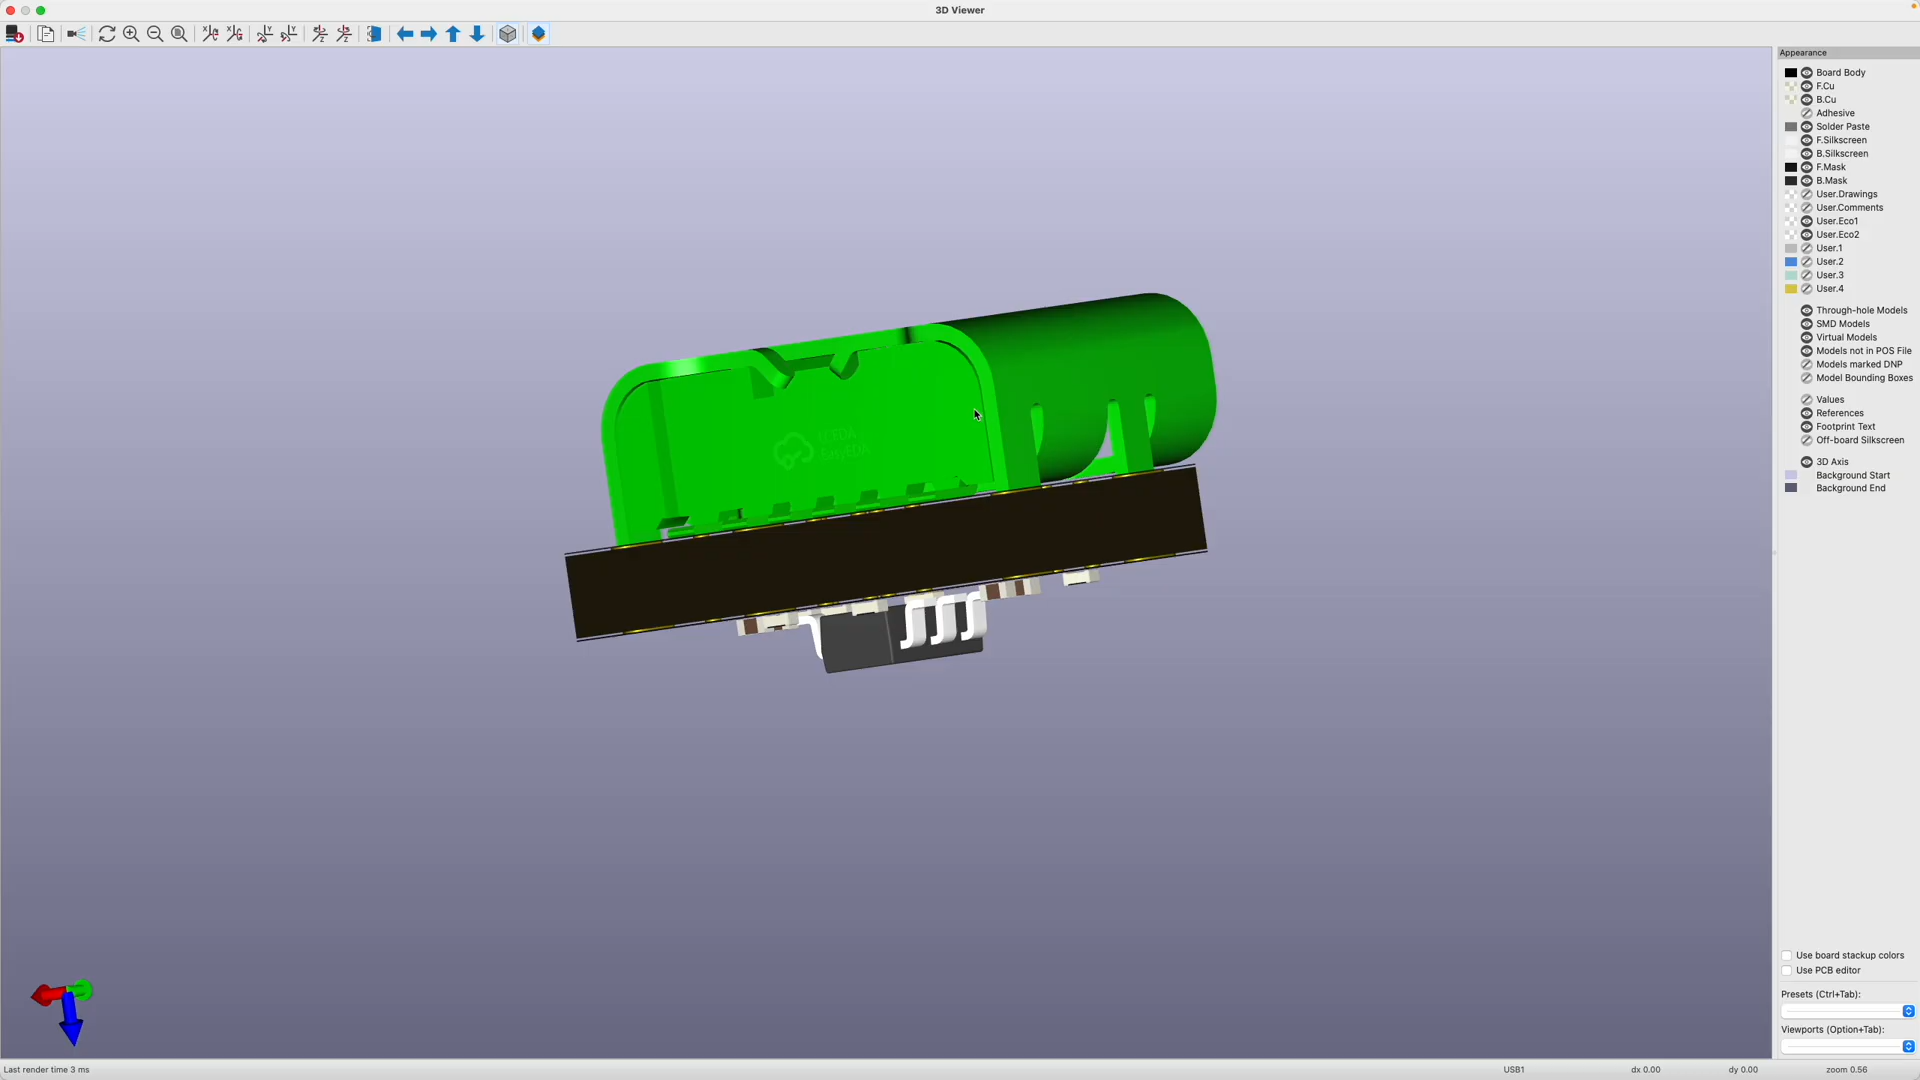 3D Viewer
Appearance
Board Body
F.Cu
B.Cu
Adhesive
Solder Paste
F.Silkscreen
B.Silkscreen
F.Mask
B.Mask
User.Drawings
User.Comments
User.Eco1
User.Eco2
User.1
User.2
User.3
User.4
Through-hole Models
SMD Models
Virtual Models
Models not in POS File
Models marked DNP
Model Bounding Boxes
Values
References
Footprint Text
Off-board Silkscreen
3D Axis
Background Start
Background End
EasyEDA
Use board stackup colors
Use PCB editor
Presets (Ctrl+Tab):
Viewports (Option+Tab):
Last render time 3 ms
USB1
dx 0.00
dy 0.00
zoom 0.56